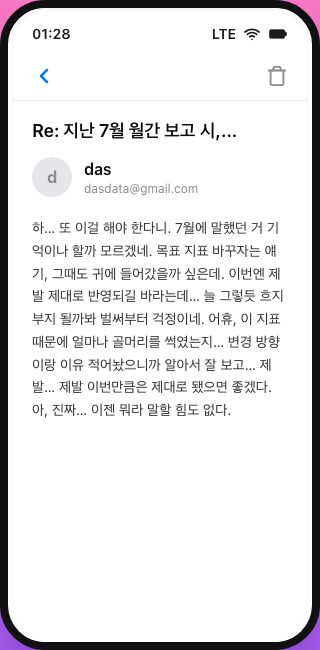 01:28
LTE
Re: 지난 7월 월간 보고 시,...
d
das
dasdata@gmail.com
하... 또 이걸 해야 한다니. 7월에 말했던 거 기
억이나 할까 모르겠네. 목표 지표 바꾸자는 얘
기, 그때도 귀에 들어갔을까 싶은데. 이번엔 제
발 제대로 반영되길 바라는데... 늘 그렇듯 흐지
부지 될까봐 벌써부터 걱정이네. 어휴, 이 지표
때문에 얼마나 골머리를 썩였는지... 변경 방향
이랑 이유 적어놨으니까 알아서 잘 보고... 제
발... 제발 이번만큼은 제대로 됐으면 좋겠다.
아, 진짜... 이젠 뭐라 말할 힘도 없다.